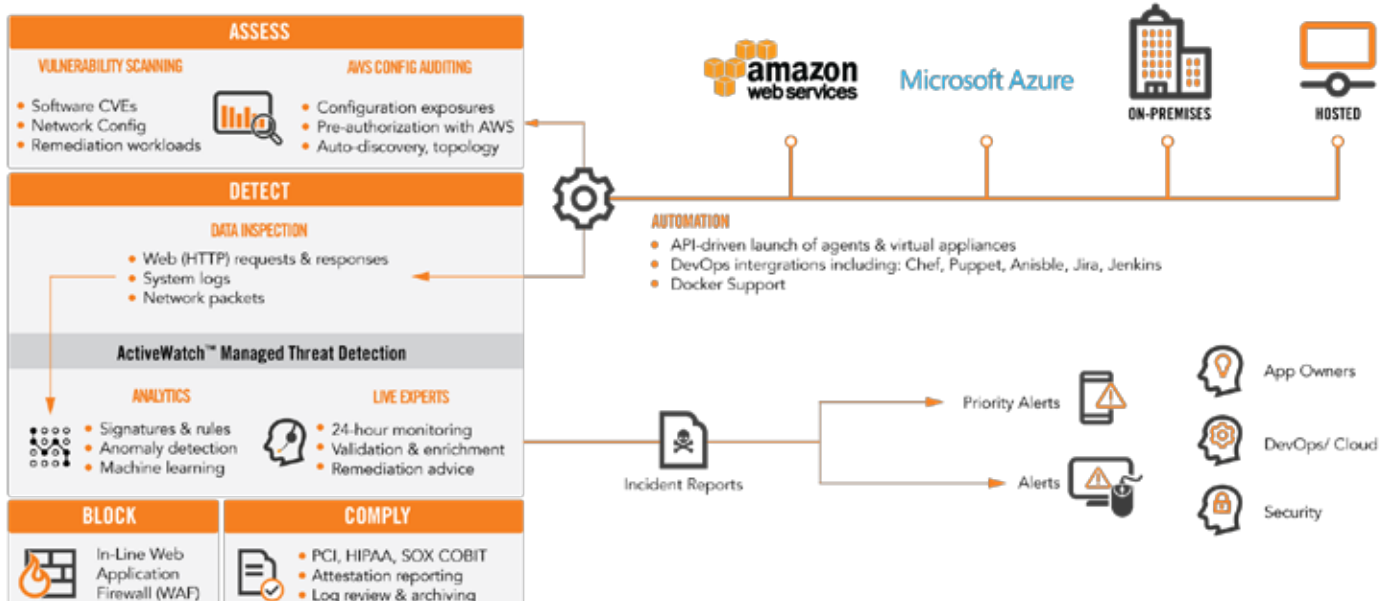 ASSESS
VULNERABILITY SCANNING
• Software CVEs
• Network Config
• Remediation workloads
AWS CONFIG AUDITING
• Configuration exposures
• Pre-authorization with AWS
• Auto-discovery, topology
amazon
web services
Microsoft Azure
ON-PREMISES
HOSTED
DETECT
DATA INSPECTION
• Web (HTTP) requests & responses
• System logs
• Network packets
AUTOMATION
• API-driven launch of agents & virtual appliances
• DevOps intergrations including: Chef, Puppet, Anisble, Jira, Jenkins
• Docker Support
ActiveWatch™ Managed Threat Detection
ANALYTICS
• Signatures & rules
• Anomaly detection
• Machine learning
LIVE EXPERTS
• 24-hour monitoring
• Validation & enrichment
• Remediation advice
Incident Reports
Priority Alerts
Alerts
App Owners
DevOps/ Cloud
Security
BLOCK
In-Line Web
Application
Firewall (WAF)
COMPLY
• PCI, HIPAA, SOX COBIT
• Attestation reporting
• Log review & archiving